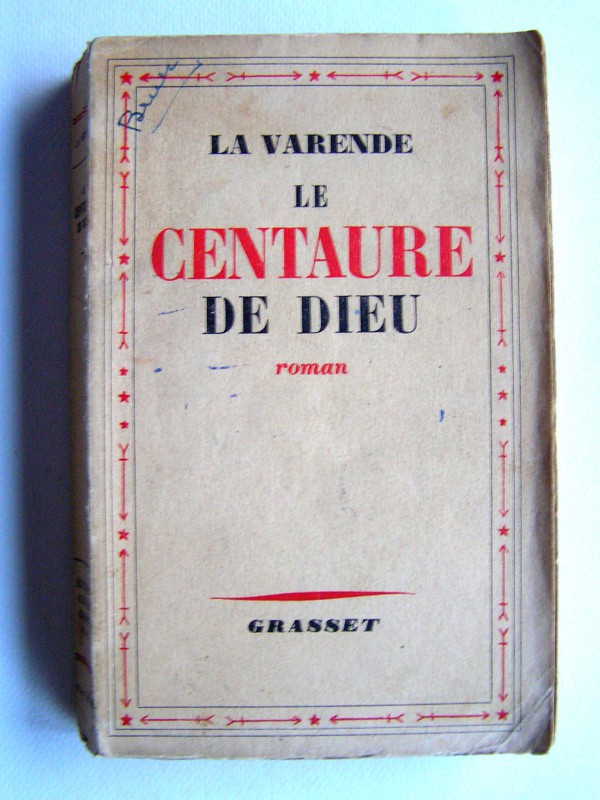 LA VARENDE
LE
CENTAURE
DE DIEU
roman
GRASSET